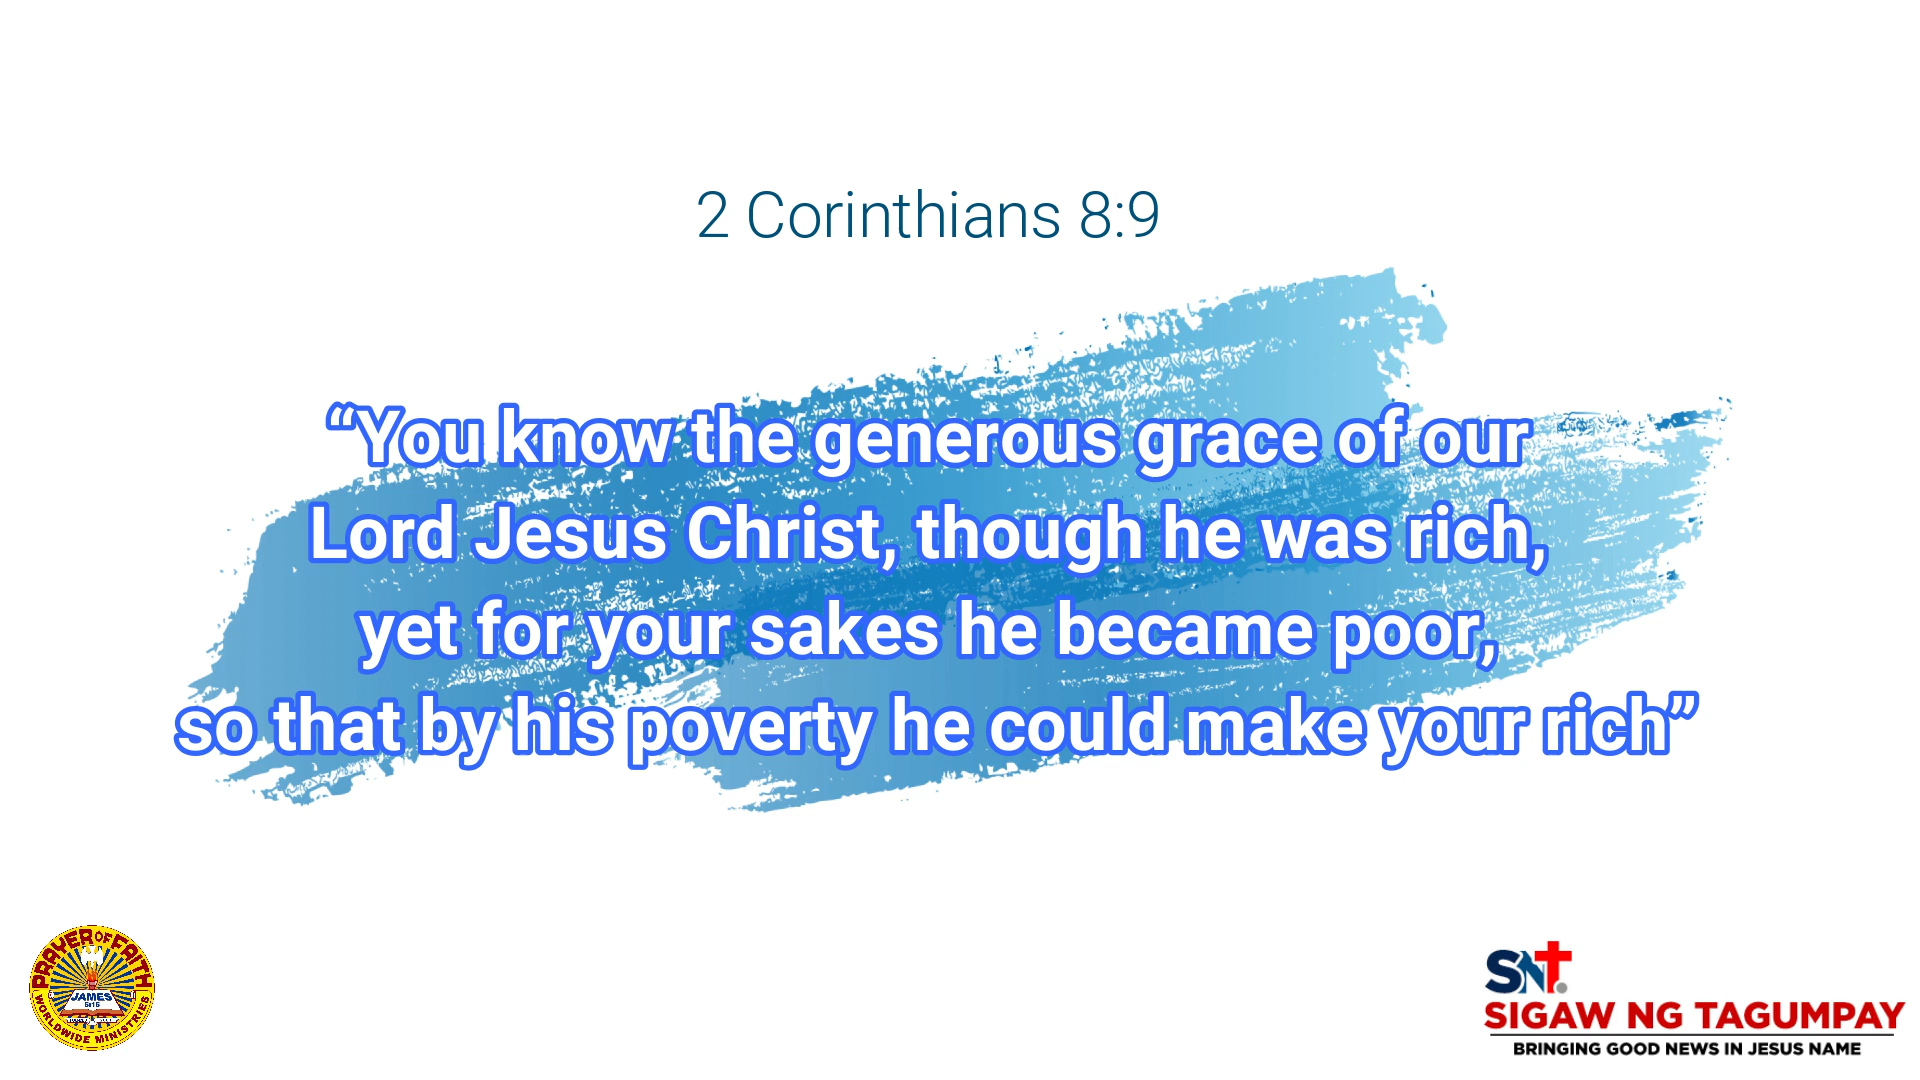 2 Corinthians 8:9
“You know the generous grace of our
Lord Jesus Christ, though he was rich,
yet for your sakes he became poor,
so that by his poverty he could make your rich”
PRAYER OF FAITH
JAMES
5:15
WORLDWIDE MINISTRIES
SNT.
SIGAW NG TAGUMPAY
BRINGING GOOD NEWS IN JESUS NAME